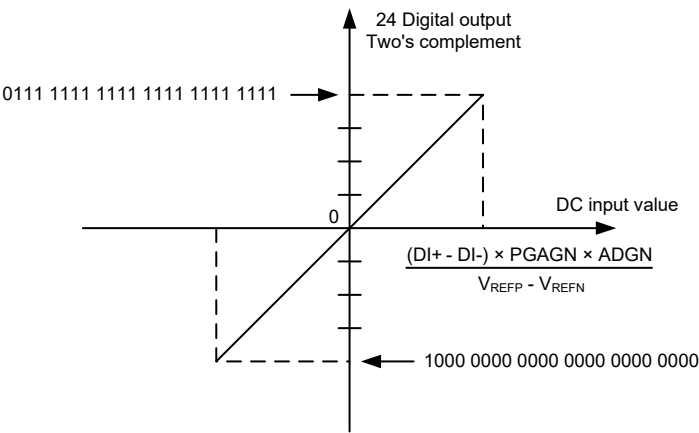 24 Digital output
Two's complement
0111 1111 1111 1111 1111 1111
0
DC input value
(DI+ - DI-) × PGAGN × ADGN
VREFP - VREFN
1000 0000 0000 0000 0000 0000